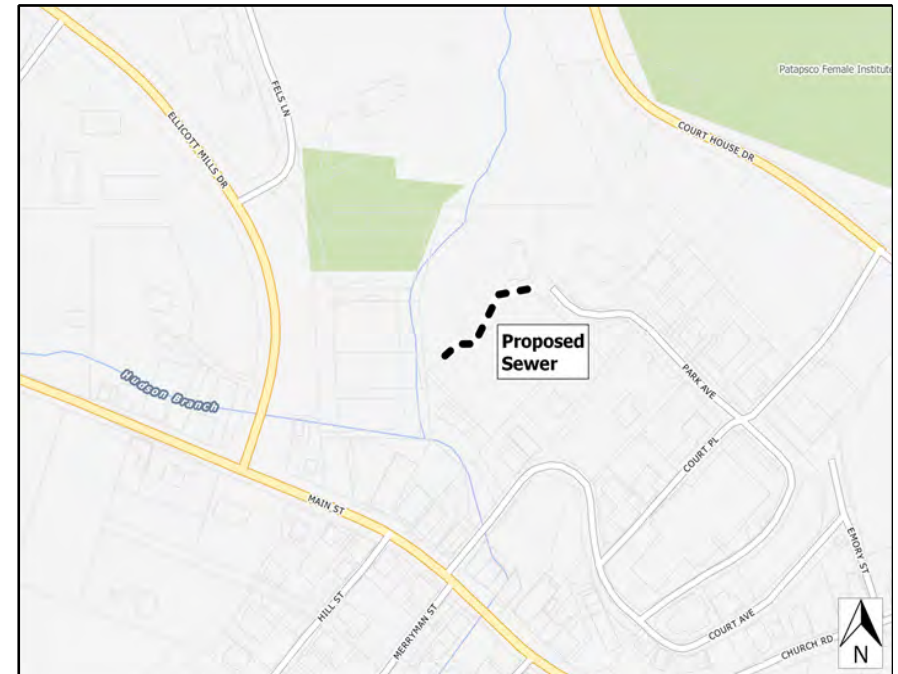 Patapsco Female Institute
FELS LN
ELLICOTT MILLS DR
COURT HOUSE DR
Proposed
Sewer
Hudson Branch
PARK AVE
COURT PL
MAIN ST
EMORY ST
HILL ST
MERRYMAN ST
COURT AVE
CHURCH RD
N